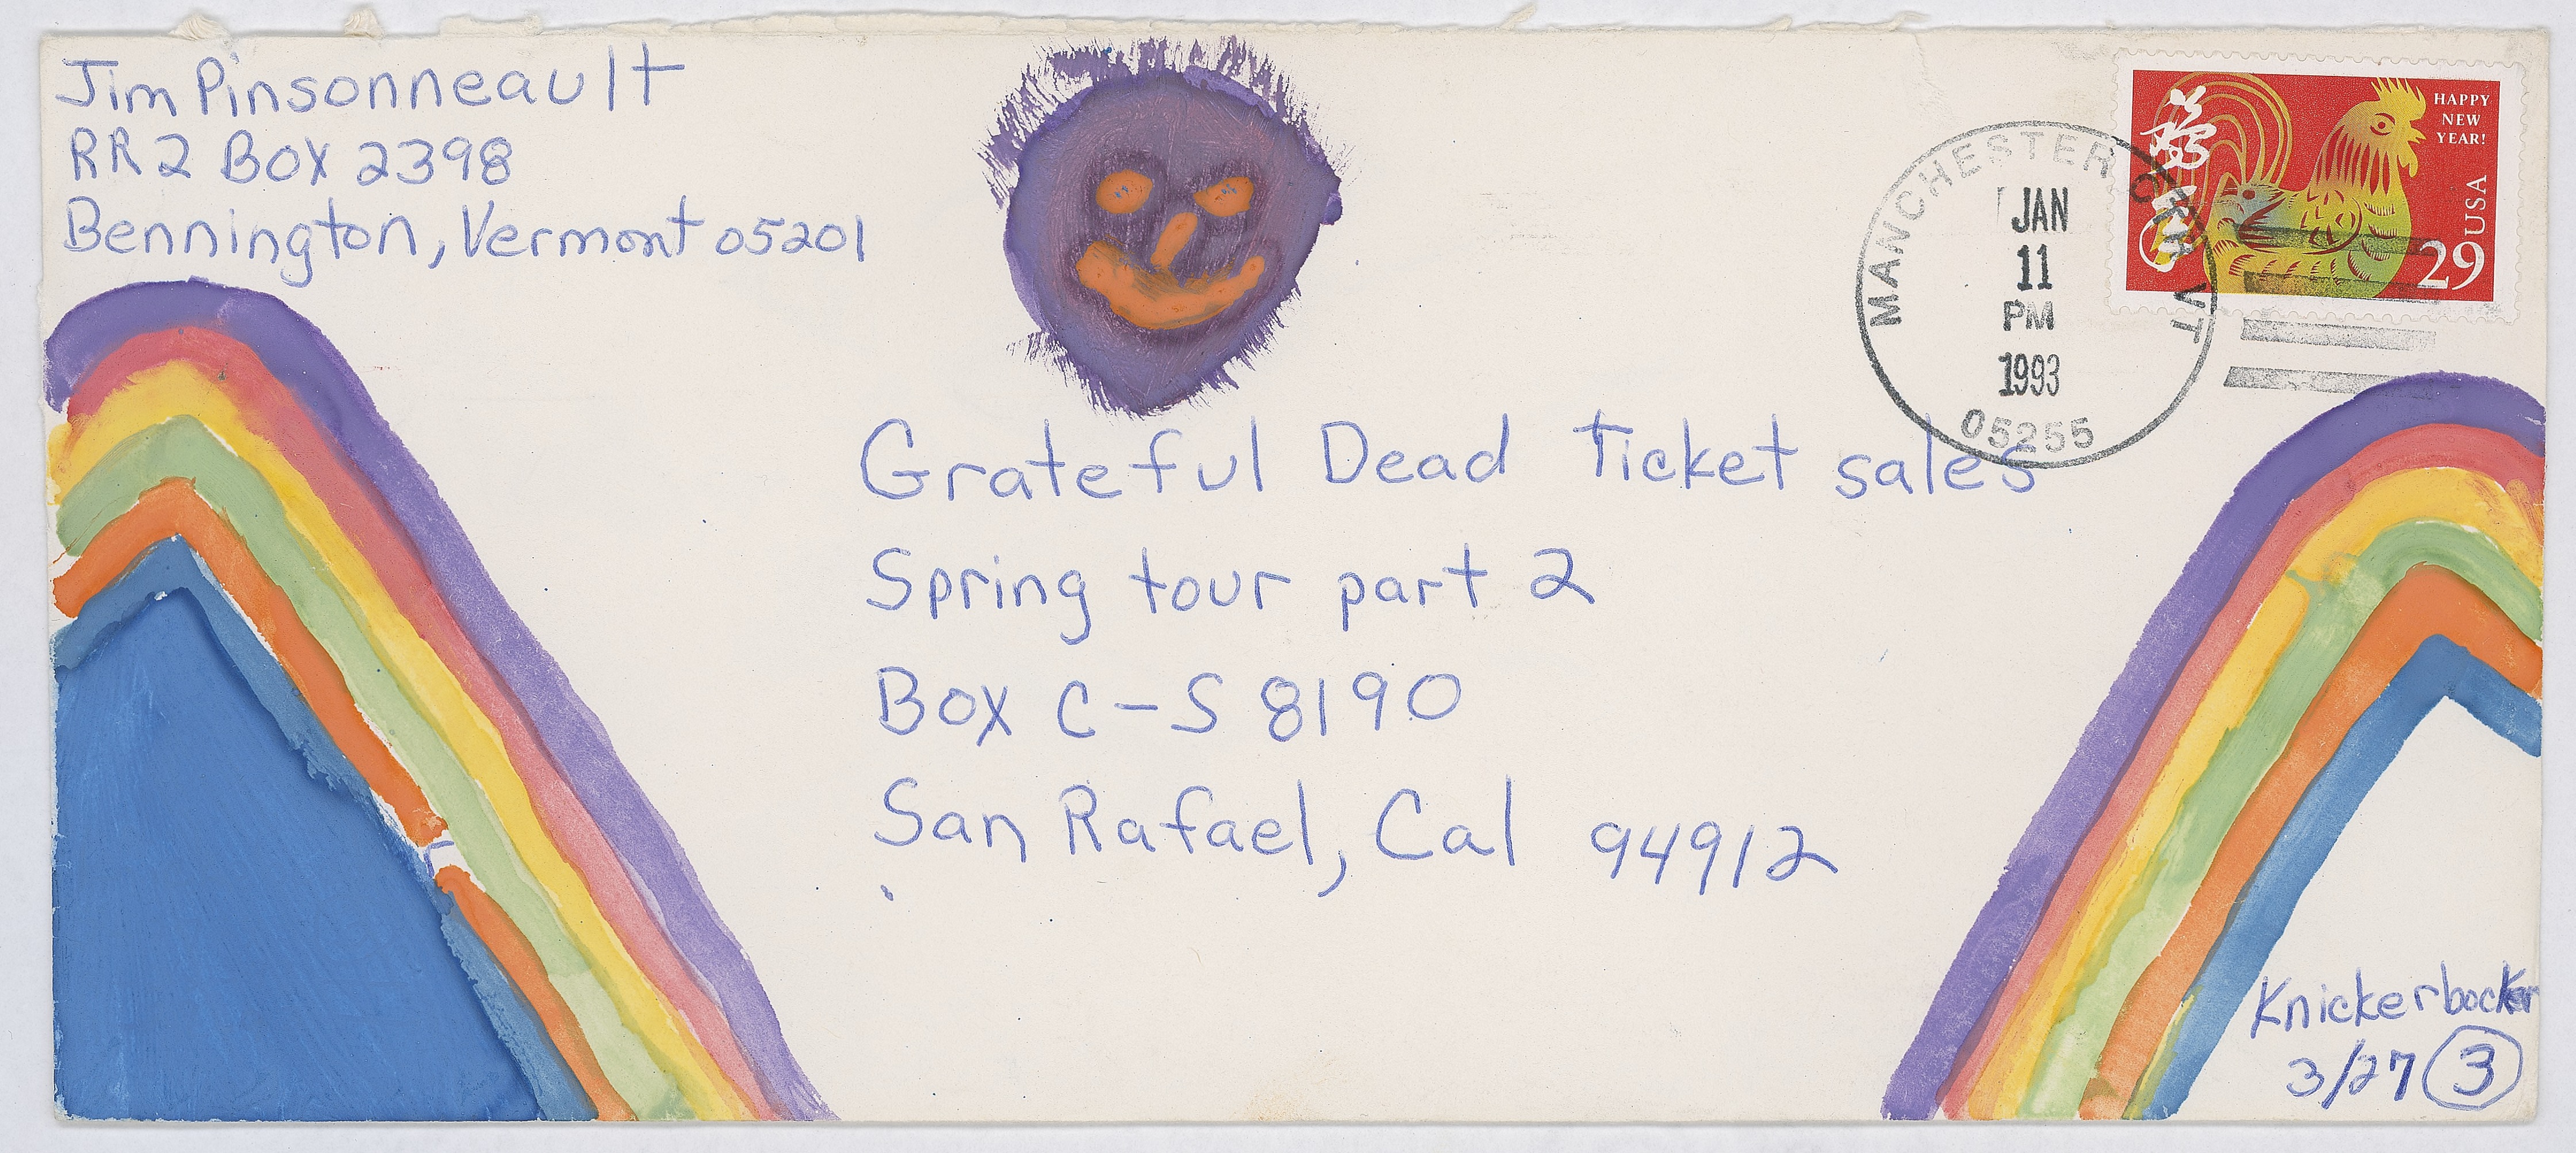 Jim Pinsonneault
RR2 Box 2398
Bennington, Vermont 05201
HAPPY
NEW
YEAR!
USA
29
MANCHESTER CTR VT
JAN
11
PM
1993
05255
Grateful Dead Ticket sales
Spring tour part 2
Box C-S 8190
San Rafael, Cal 94912
Knickerbocker
3/27 3